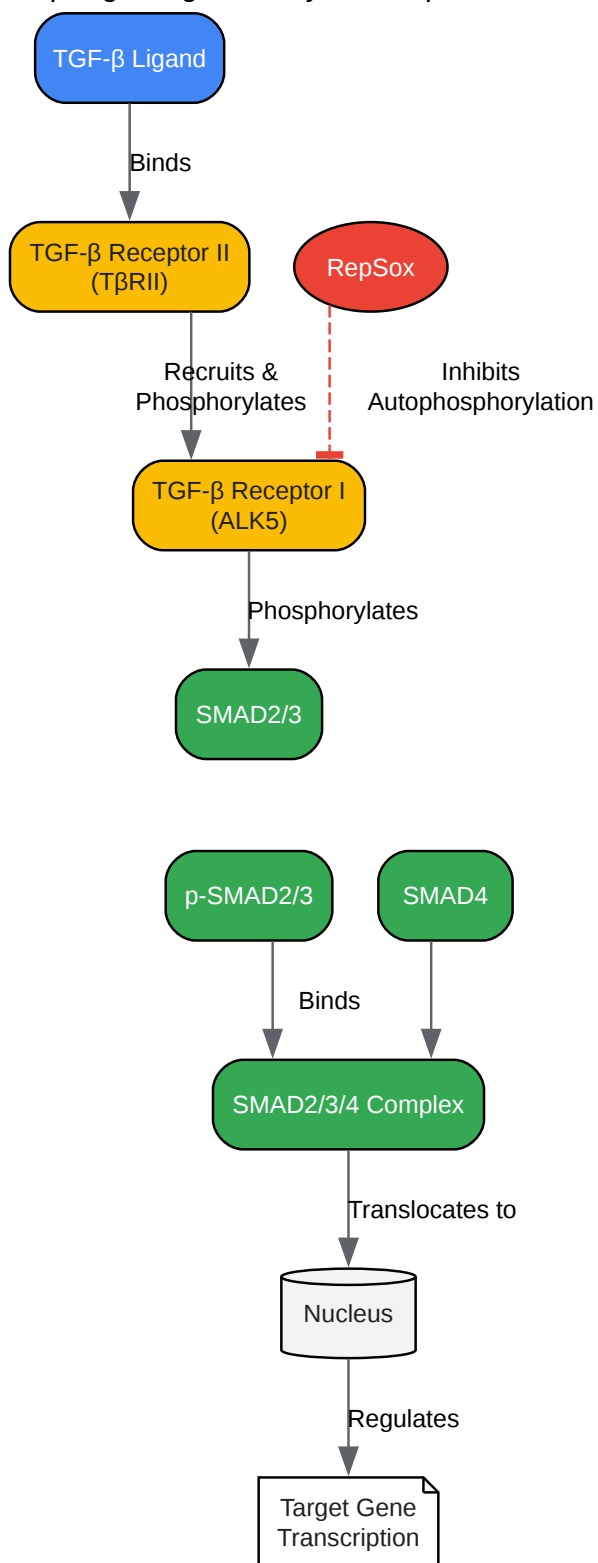 TGF-β Ligand
Binds
TGF-β Receptor II
(TβRII)
RepSox
Recruits &
Phosphorylates
Inhibits
Autophosphorylation
TGF-β Receptor I
(ALK5)
Phosphorylates
SMAD2/3
p-SMAD2/3
SMAD4
Binds
SMAD2/3/4 Complex
Translocates to
Nucleus
Regulates
Target Gene
Transcription